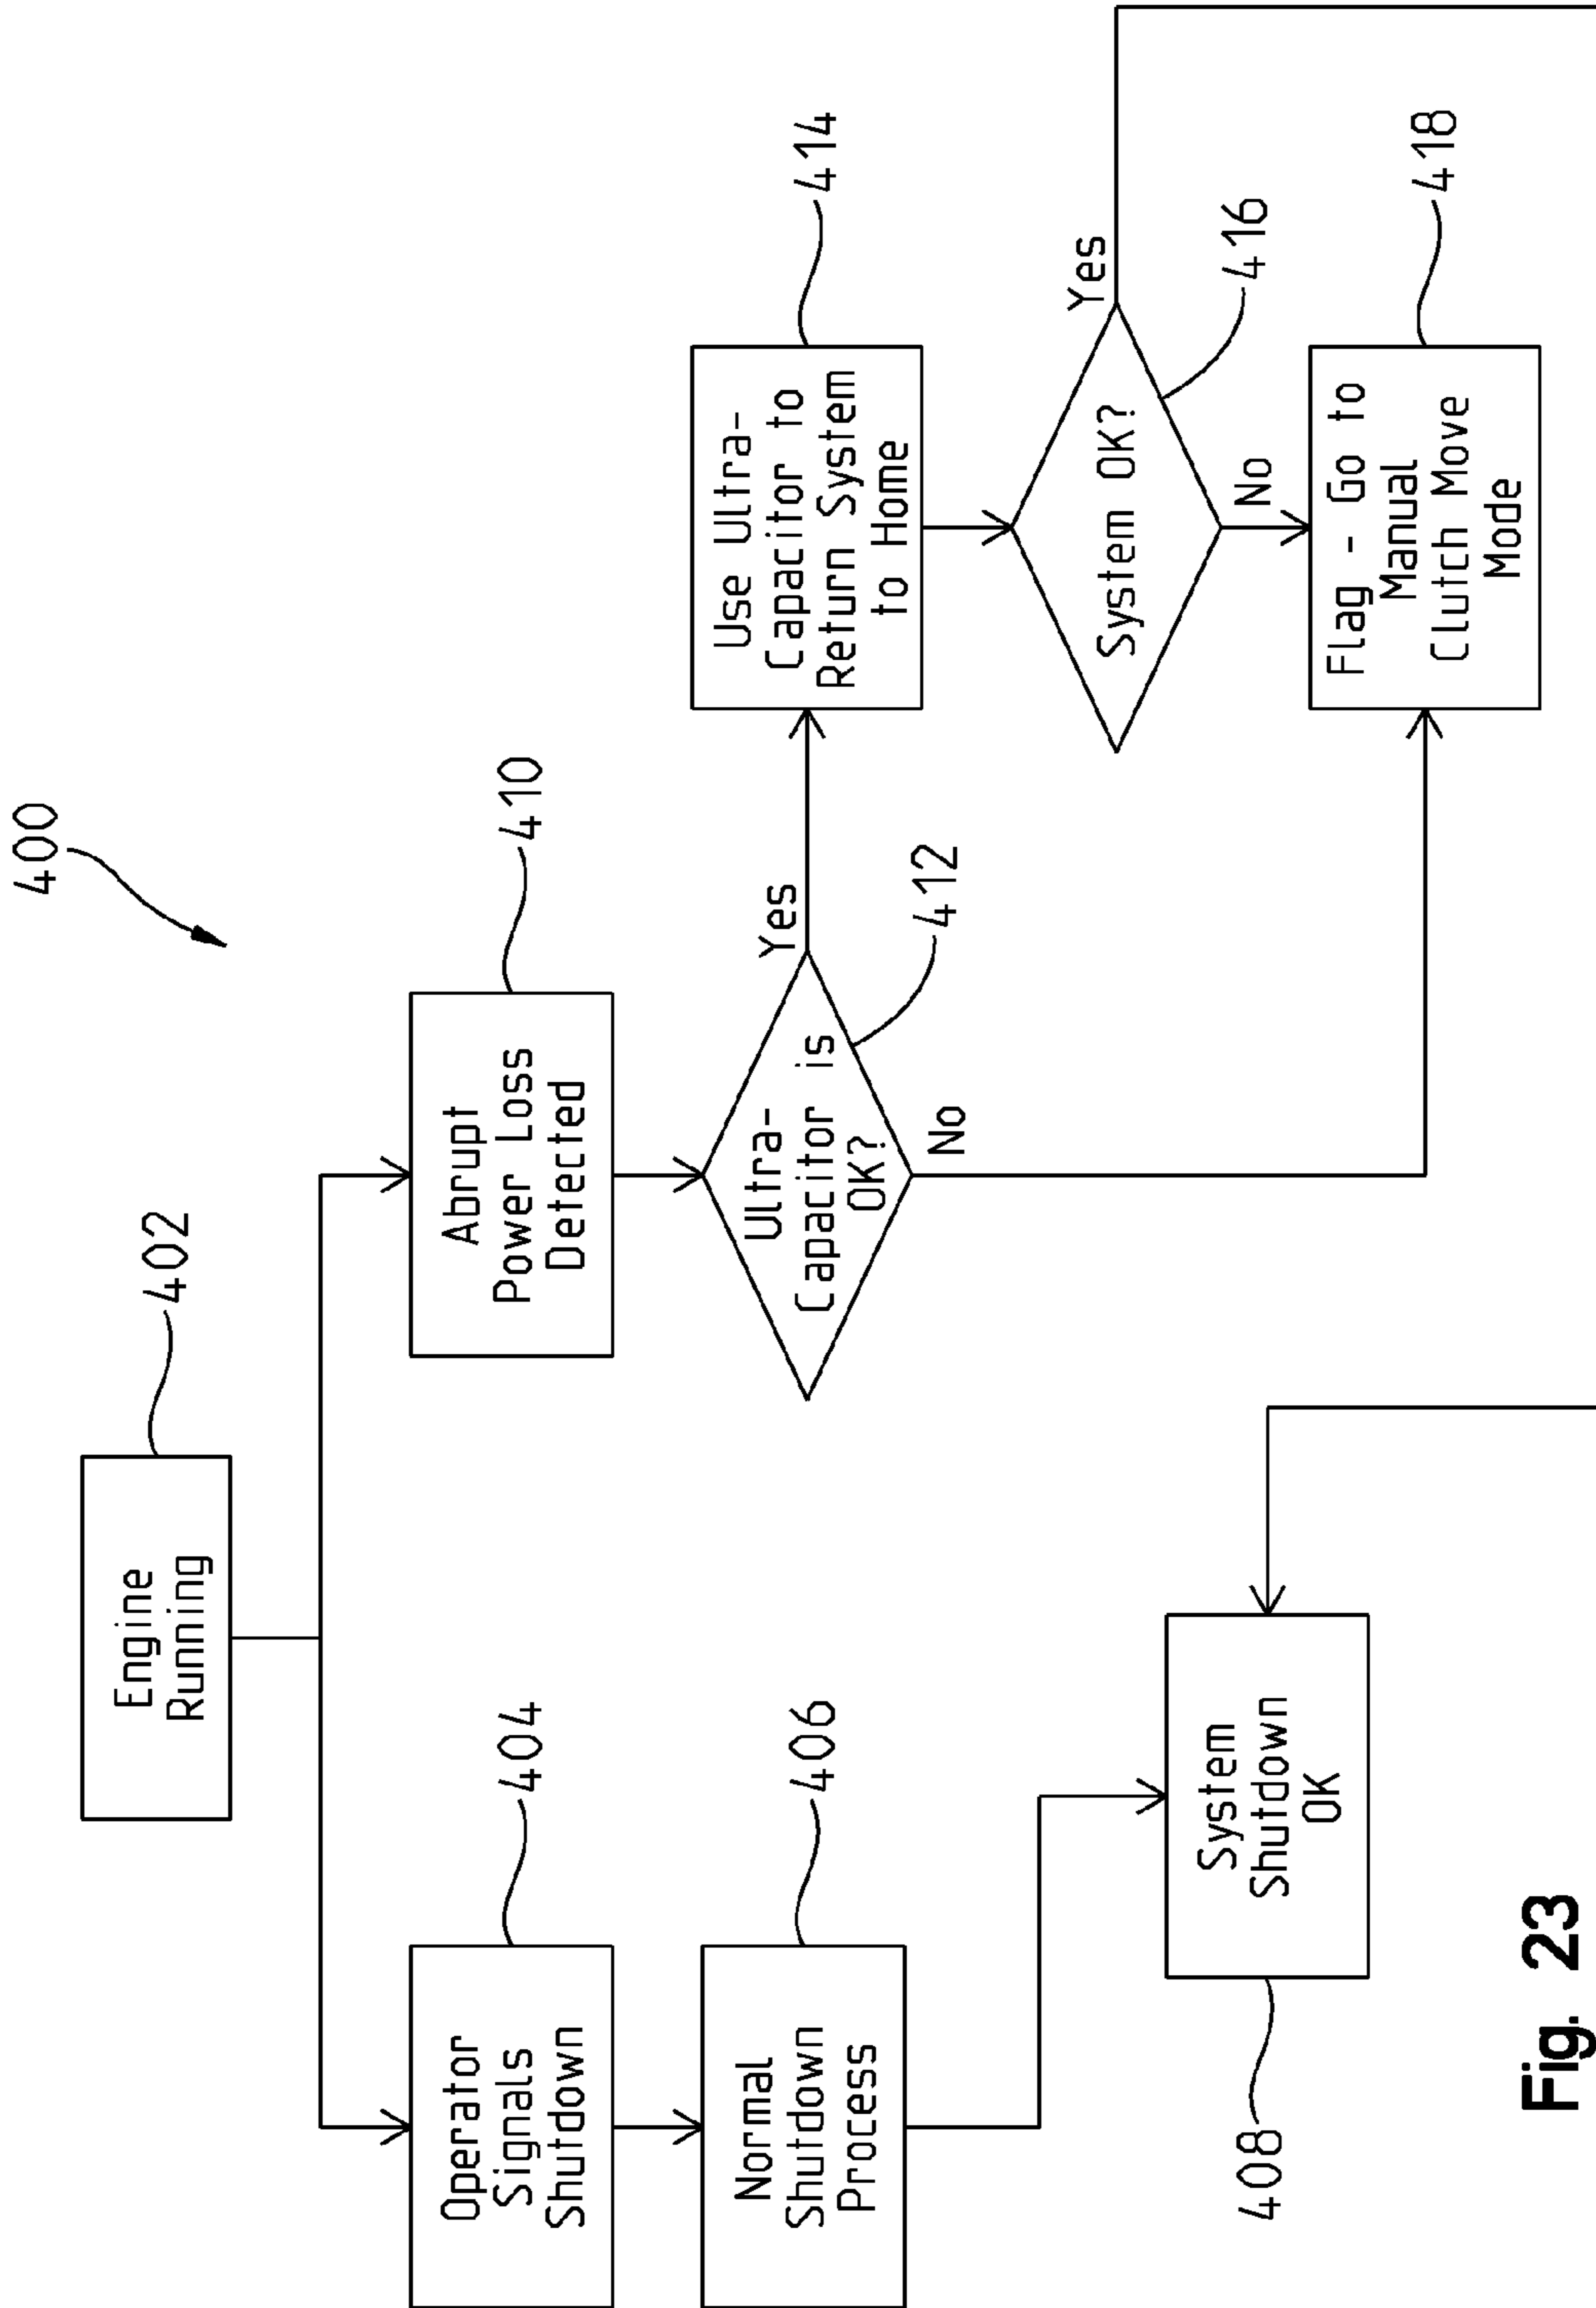 400
Engine
Running
402
Operator
Signals
Shutdown
404
Abrupt
Power Loss
Detected
410
Normal
Shutdown
Process
406
Ultra-
Capacitor is
OK?
412
Yes
No
Use Ultra-
Capacitor to
Return System
to Home
414
System OK?
416
Yes
No
System
Shutdown
OK
408
Flag - Go to
Manual
Clutch Move
Mode
418
Fig. 23